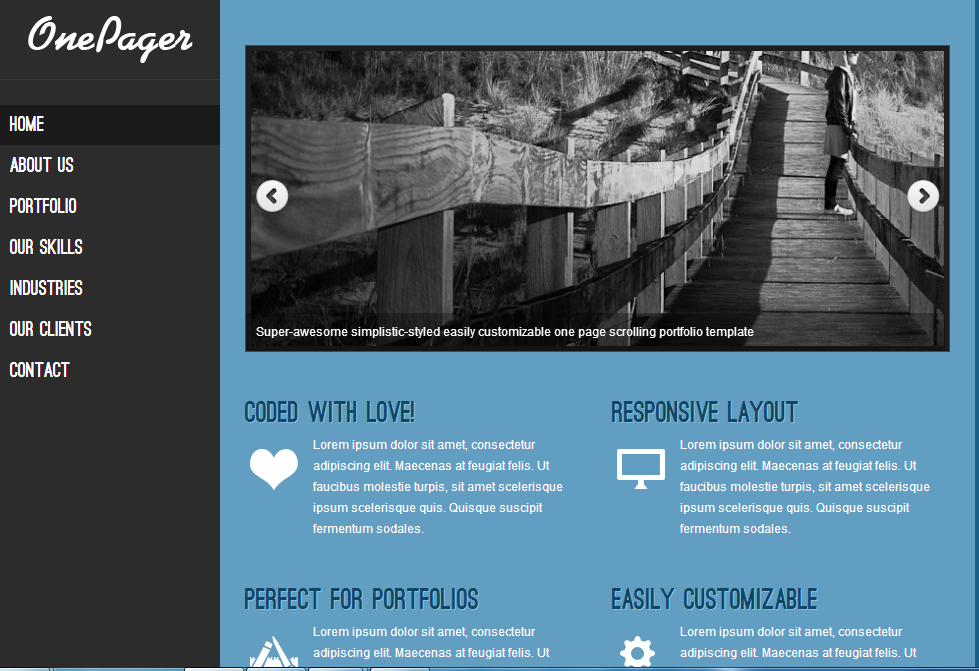 OnePager
HOME
ABOUT US
PORTFOLIO
OUR SKILLS
INDUSTRIES
OUR CLIENTS
CONTACT
Super-awesome simplistic-styled easily customizable one page scrolling portfolio template
CODED WITH LOVE!
Lorem ipsum dolor sit amet, consectetur
adipiscing elit. Maecenas at feugiat felis. Ut
faucibus molestie turpis, sit amet scelerisque
ipsum scelerisque quis. Quisque suscipit
fermentum sodales.
RESPONSIVE LAYOUT
Lorem ipsum dolor sit amet, consectetur
adipiscing elit. Maecenas at feugiat felis. Ut
faucibus molestie turpis, sit amet scelerisque
ipsum scelerisque quis. Quisque suscipit
fermentum sodales.
PERFECT FOR PORTFOLIOS
Lorem ipsum dolor sit amet, consectetur
adipiscing elit. Maecenas at feugiat felis. Ut
EASILY CUSTOMIZABLE
Lorem ipsum dolor sit amet, consectetur
adipiscing elit. Maecenas at feugiat felis. Ut